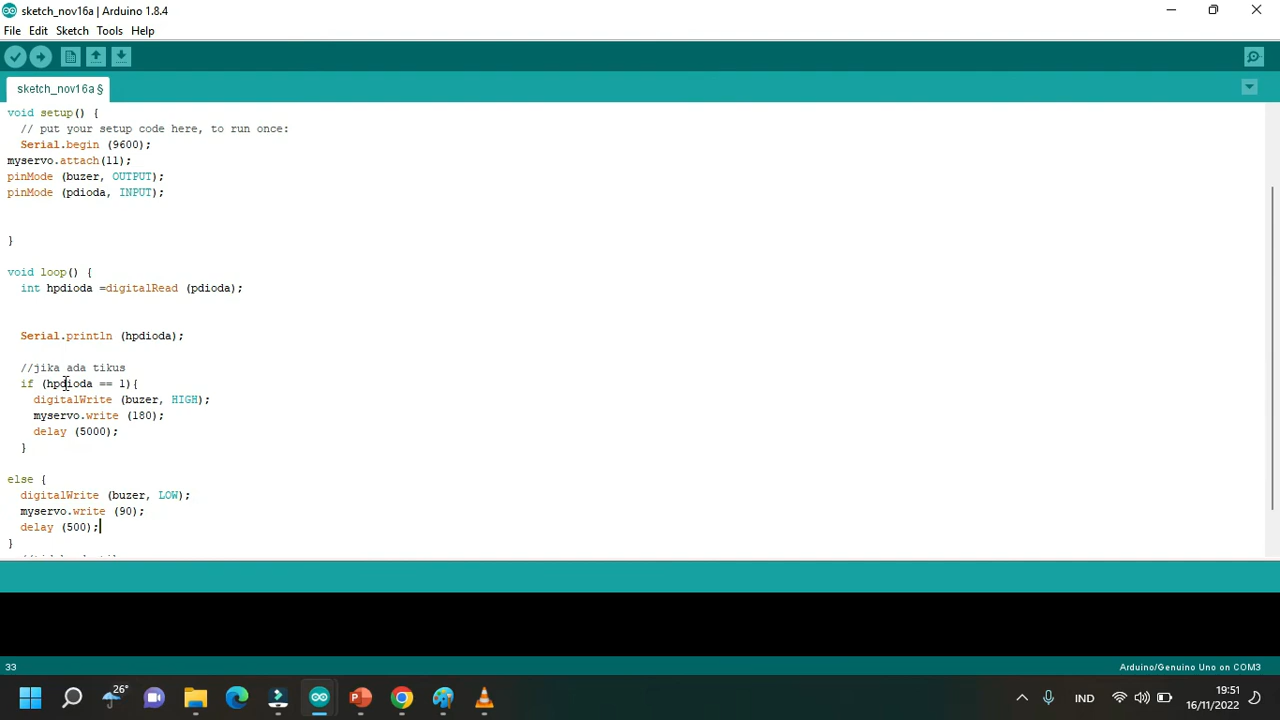 sketch_nov16a | Arduino 1.8.4
File Edit Sketch Tools Help
sketch_nov16a §
void setup() {
// put your setup code here, to run once:
Serial.begin (9600);
myservo.attach(11);
pinMode (buzer, OUTPUT);
pinMode (pdioda, INPUT);
}
void loop() {
int hpdioda =digitalRead (pdioda);
Serial.println (hpdioda);
//jika ada tikus
if (hpdioda == 1){
digitalWrite (buzer, HIGH);
myservo.write (180);
delay (5000);
}
else {
digitalWrite (buzer, LOW);
myservo.write (90);
delay (500);
}
33
Arduino/Genuino Uno on COM3
26°
IND
19:51
16/11/2022